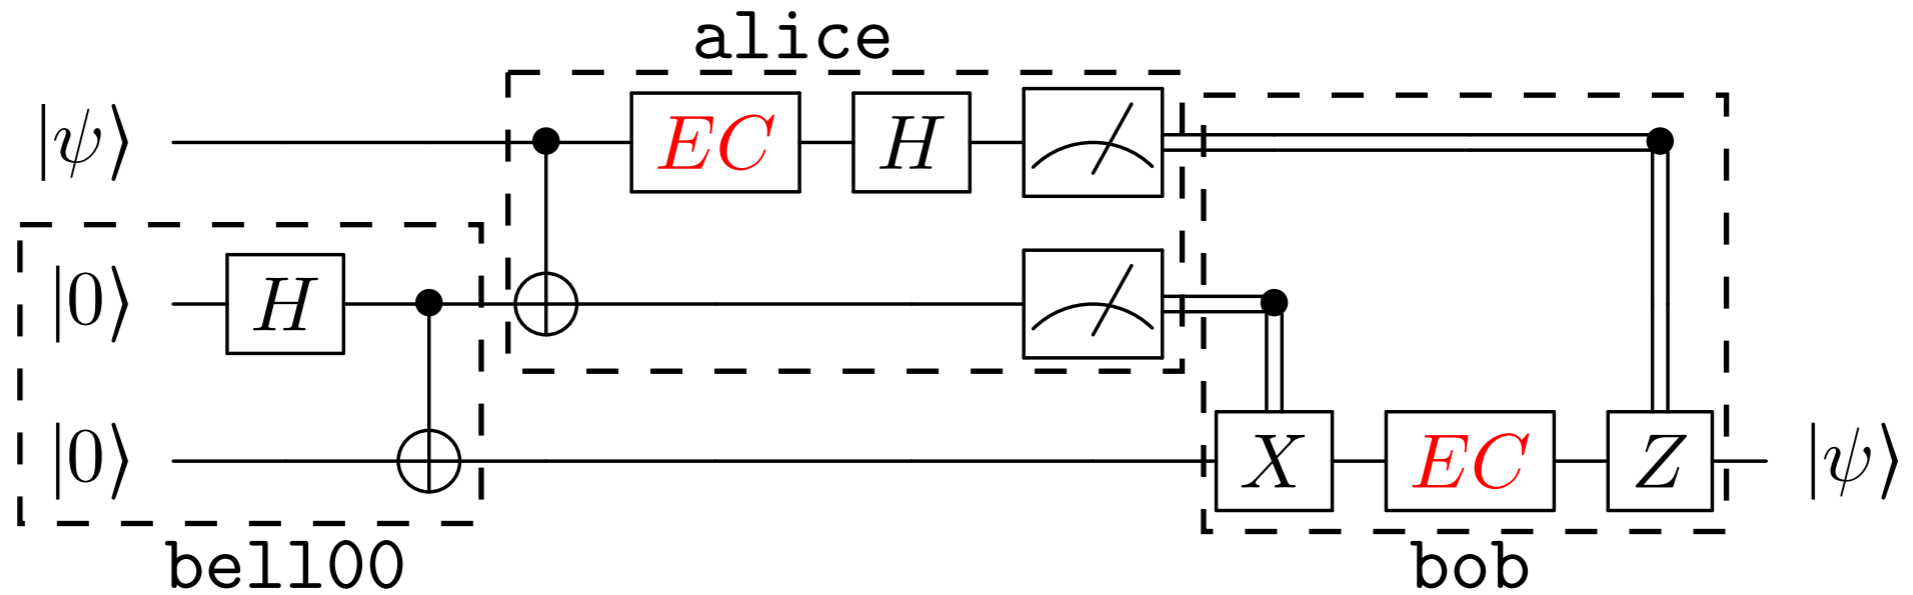 alice
|ψ⟩ EC H
|0⟩ H
|0⟩ X EC Z |ψ⟩
bell00 bob